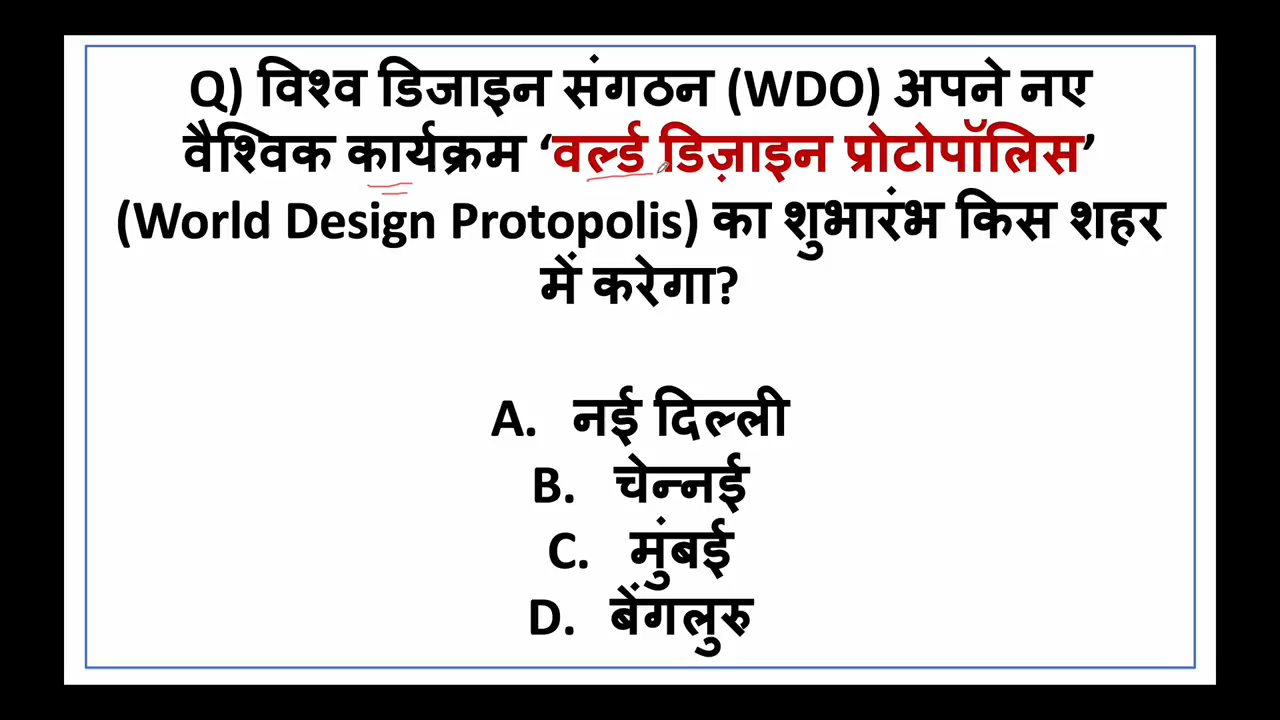 Q) विश्व डिजाइन संगठन (WDO) अपने नए
वैश्विक कार्यक्रम ‘वर्ल्ड डिज़ाइन प्रोटोपॉलिस’
(World Design Protopolis) का शुभारंभ किस शहर
में करेगा?
A. नई दिल्ली
B. चेन्नई
C. मुंबई
D. बेंगलुरु